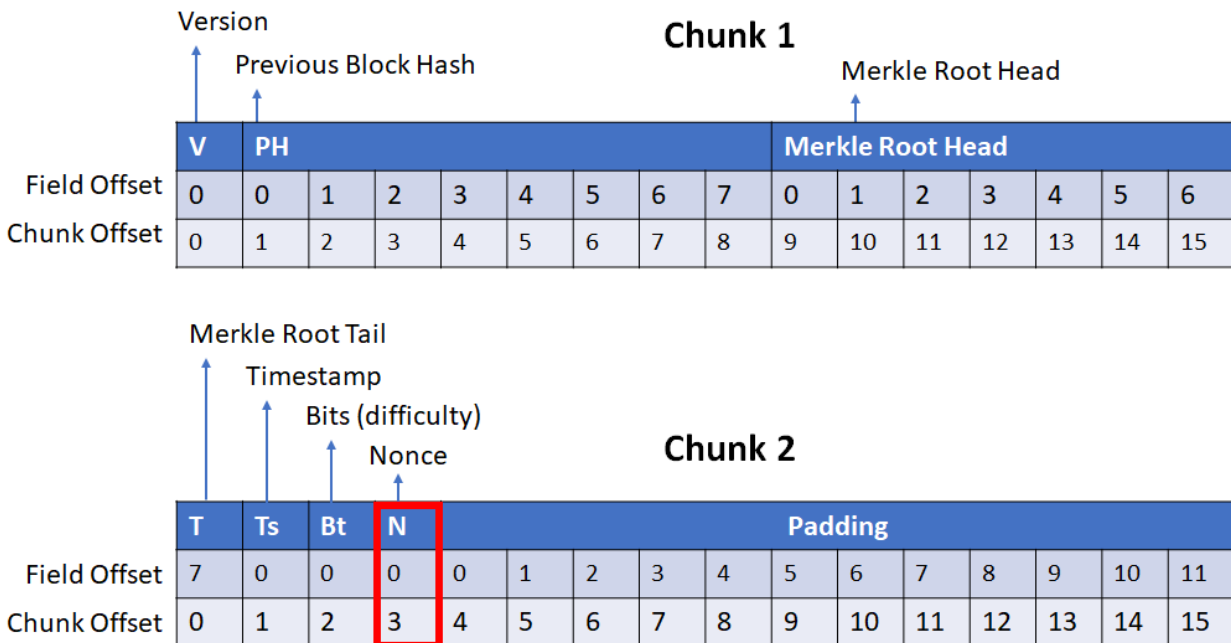 Version
Chunk 1
Previous Block Hash
Merkle Root Head
V PH Merkle Root Head
Field Offset 0 0 1 2 3 4 5 6 7 0 1 2 3 4 5 6
Chunk Offset 0 1 2 3 4 5 6 7 8 9 10 11 12 13 14 15
Merkle Root Tail
Timestamp
Bits (difficulty)
Chunk 2
Nonce
T Ts Bt N Padding
Field Offset 7 0 0 0 0 1 2 3 4 5 6 7 8 9 10 11
Chunk Offset 0 1 2 3 4 5 6 7 8 9 10 11 12 13 14 15